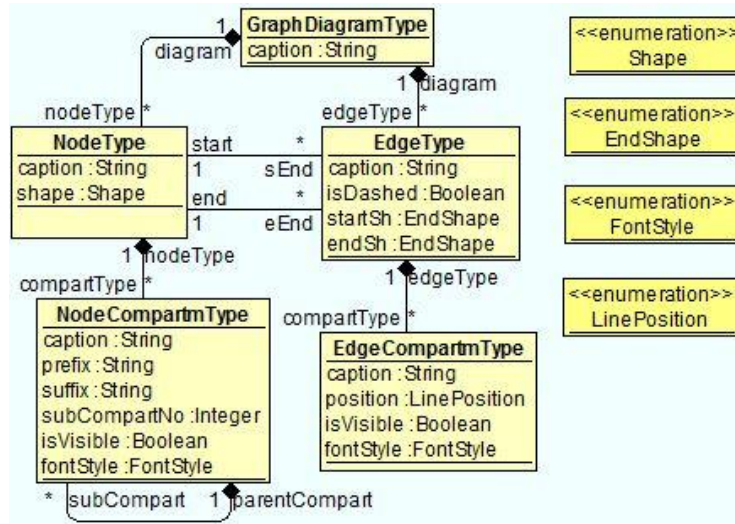 1
GraphDiagramType
caption :String
diagram
1 diagram
nodeType *
edgeType *
NodeType
caption :String
shape :Shape
start *
1 sEnd
end *
1 eEnd
EdgeType
caption :String
isDashed :Boolean
startSh :EndShape
endSh :EndShape
1 nodeType
compartType *
1 edgeType
compartType *
NodeCompartmType
caption :String
prefix :String
suffix :String
subCompartNo :Integer
isVisible :Boolean
fontStyle :FontStyle
* subCompart 1 parentCompart
EdgeCompartmType
caption :String
position :LinePosition
isVisible :Boolean
fontStyle :FontStyle
<<enumeration>>
Shape
<<enumeration>>
EndShape
<<enumeration>>
FontStyle
<<enumeration>>
LinePosition